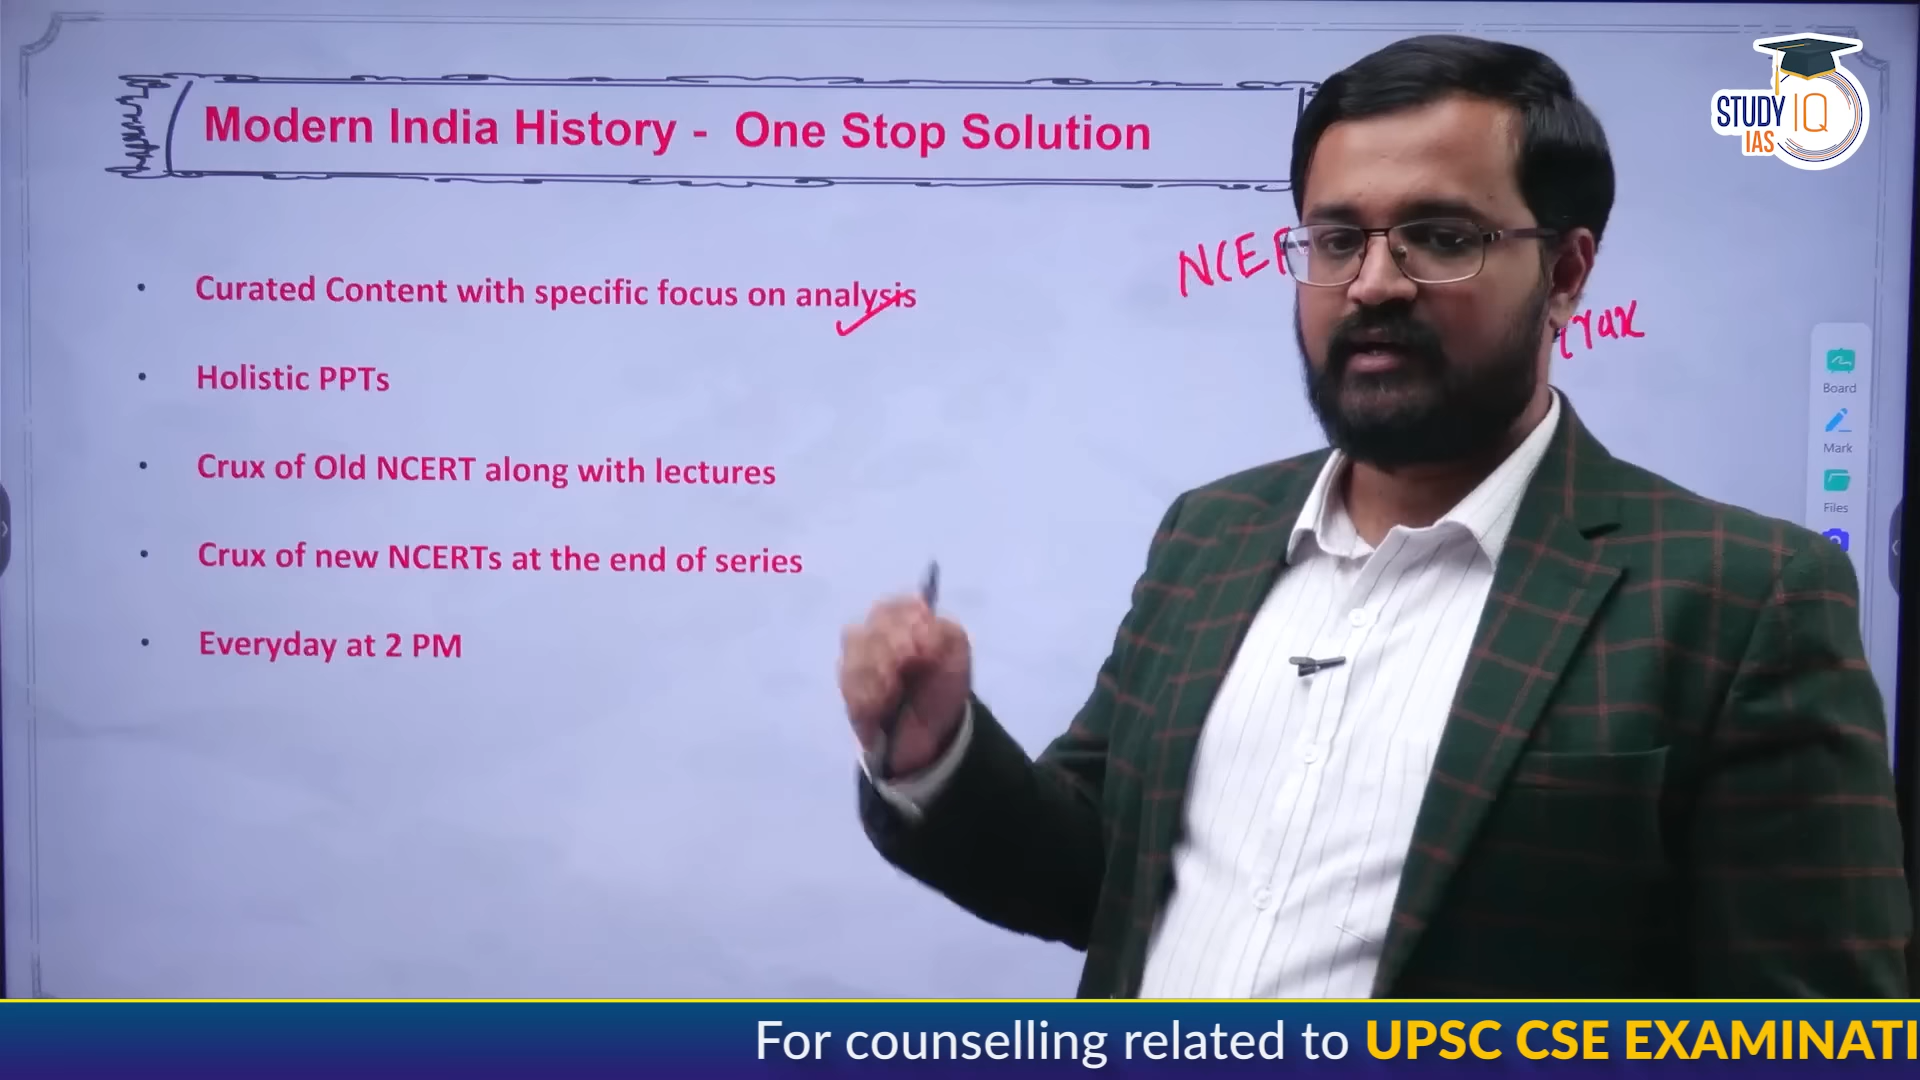 Modern India History - One Stop Solution
STUDY IQ
IAS
NCE
crux
• Curated Content with specific focus on analysis
• Holistic PPTs
• Crux of Old NCERT along with lectures
• Crux of new NCERTs at the end of series
• Everyday at 2 PM
Board
Mark
Files
For counselling related to UPSC CSE EXAMINATI